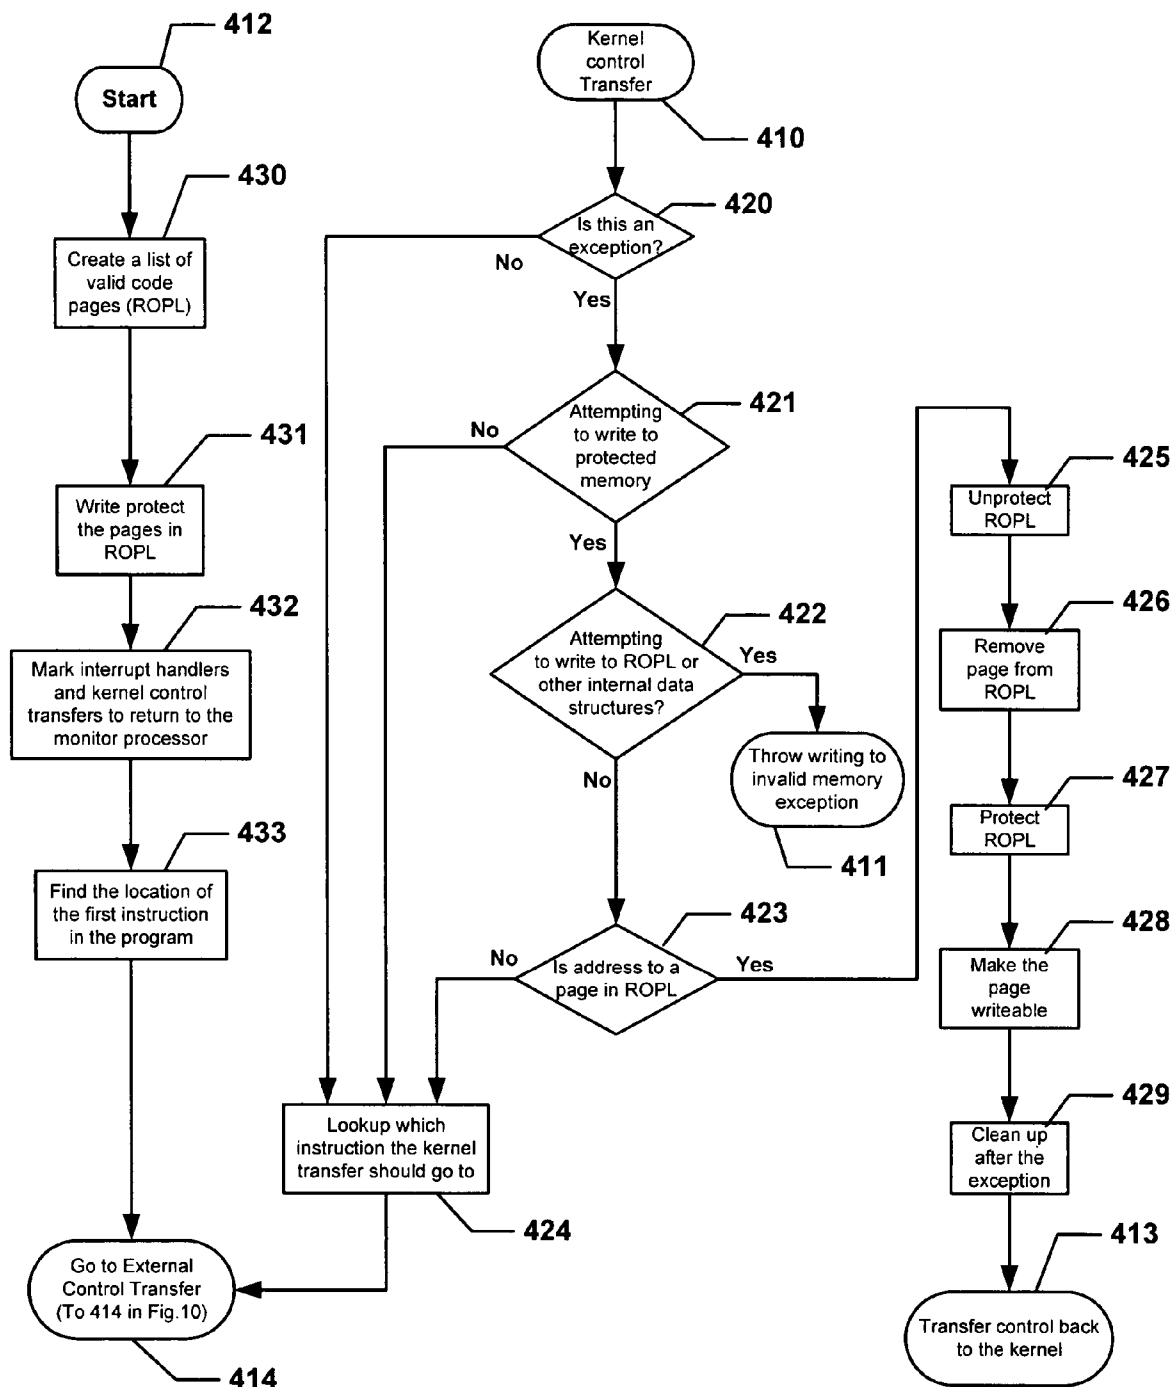 412
Start
430
Create a list of
valid code
pages (ROPL)
431
Write protect
the pages in
ROPL
432
Mark interrupt handlers
and kernel control
transfers to return to the
monitor processor
433
Find the location of
the first instruction
in the program
Go to External
Control Transfer
(To 414 in Fig.10)
414
Kernel
control
Transfer
410
420
Is this an
exception?
No
Yes
421
Attempting
to write to
protected
memory
No
Yes
422
Attempting
to write to ROPL or
other internal data
structures?
Yes
No
Throw writing to
invalid memory
exception
411
423
Is address to a
page in ROPL
No
Yes
Lookup which
instruction the kernel
transfer should go to
424
425
Unprotect
ROPL
426
Remove
page from
ROPL
427
Protect
ROPL
428
Make the
page
writeable
429
Clean up
after the
exception
413
Transfer control back
to the kernel